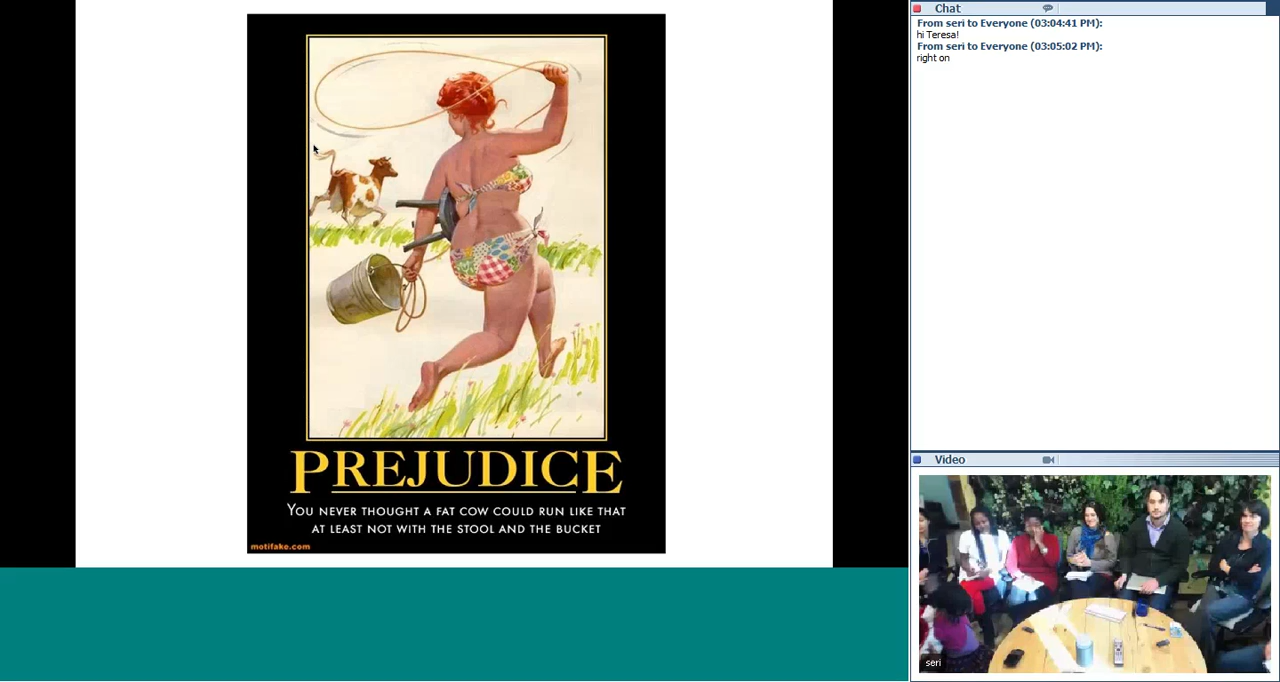 PREJUDICE
YOU NEVER THOUGHT A FAT COW COULD RUN LIKE THAT
AT LEAST NOT WITH THE STOOL AND THE BUCKET
motifake.com
Chat
From seri to Everyone (03:04:41 PM):
hi Teresa!
From seri to Everyone (03:05:02 PM):
right on
Video
seri